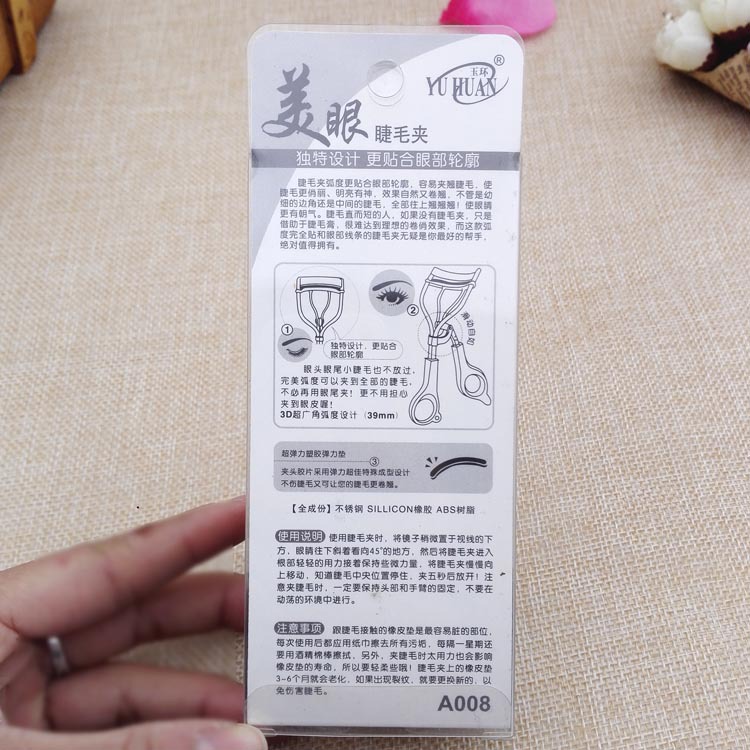 玉环
YU HUAN®
美眼 睫毛夹
独特设计 更贴合眼部轮廓
睫毛夹弧度更贴合眼部轮廓，容易夹翘睫毛，使
睫毛更俏丽、明亮有神，效果自然又卷翘，不管是幼
细的边角还是中间的睫毛，全部往上翘翘翘！使眼睛
更有朝气。睫毛直而短的人，如果没有睫毛夹，只是
借助于睫毛膏，很难达到理想的卷俏效果，而这款弧
度完全贴和眼部线条的睫毛夹无疑是你最好的帮手，
绝对值得拥有。
①
②
滑动自如
独特设计、更贴合
眼部轮廓
眼头眼尾小睫毛也不放过，
完美弧度可以夹到全部的睫毛，
不必再用眼尾夹！更不用担心
夹到眼皮喔！
3D超广角弧度设计（39mm）
超弹力塑胶弹力垫
③
夹头胶片采用弹力超佳特殊成型设计
不伤睫毛又可让您的睫毛更卷翘。
【全成份】不锈钢 SILLICON橡胶 ABS树脂
使用说明 使用睫毛夹时，将镜子稍微置于视线的下
方，眼睛往下斜着看向45°的地方，然后将睫毛夹进入
根部轻轻的用力接着保持些微力量，将睫毛夹慢慢向
上移动，知道睫毛中央位置停住，夹五秒后放开！注
意夹睫毛时，一定要保持头部和手臂的固定，不要在
动荡的环境中进行。
注意事项 跟睫毛接触的橡皮垫是最容易脏的部位，
每次使用后都应用纸巾擦去所有污垢，每隔一星期还
要用酒精棉棒擦拭，另外，夹睫毛时太用力也会影响
橡皮垫的寿命，所以要轻柔些哦！睫毛夹上的橡皮垫
3-6个月就会老化，如果出现裂纹，就要更换新的，以
免伤害睫毛。
A008